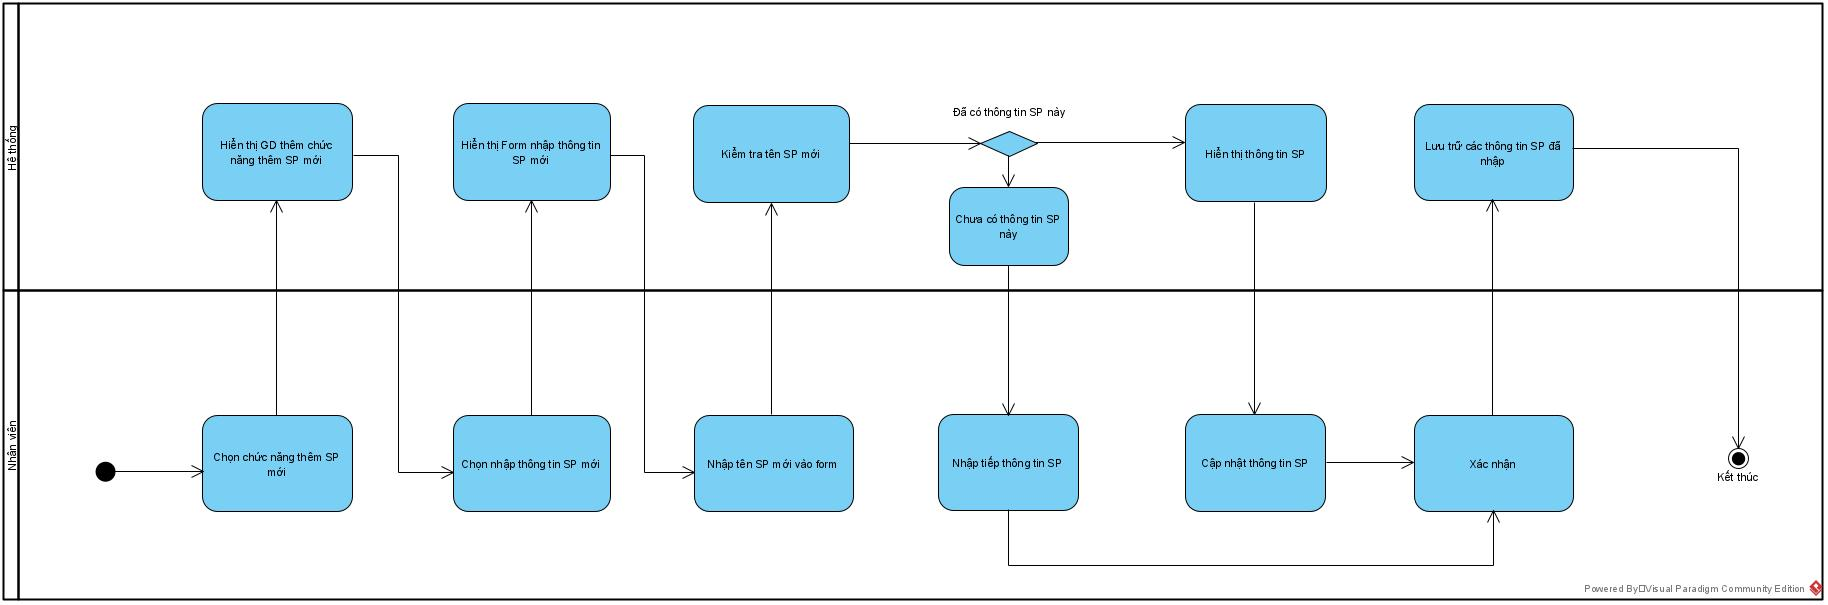 Hệ thống
Đã có thông tin SP này
Hiển thị GD thêm chức
năng thêm SP mới
Hiển thị Form nhập thông tin
SP mới
Kiểm tra tên SP mới
Hiển thị thông tin SP
Lưu trữ các thông tin SP đã
nhập
Chưa có thông tin SP
này
Nhân viên
Chọn chức năng thêm SP
mới
Chọn nhập thông tin SP mới
Nhập tên SP mới vào form
Nhập tiếp thông tin SP
Cập nhật thông tin SP
Xác nhận
Kết thúc
Powered By Visual Paradigm Community Edition